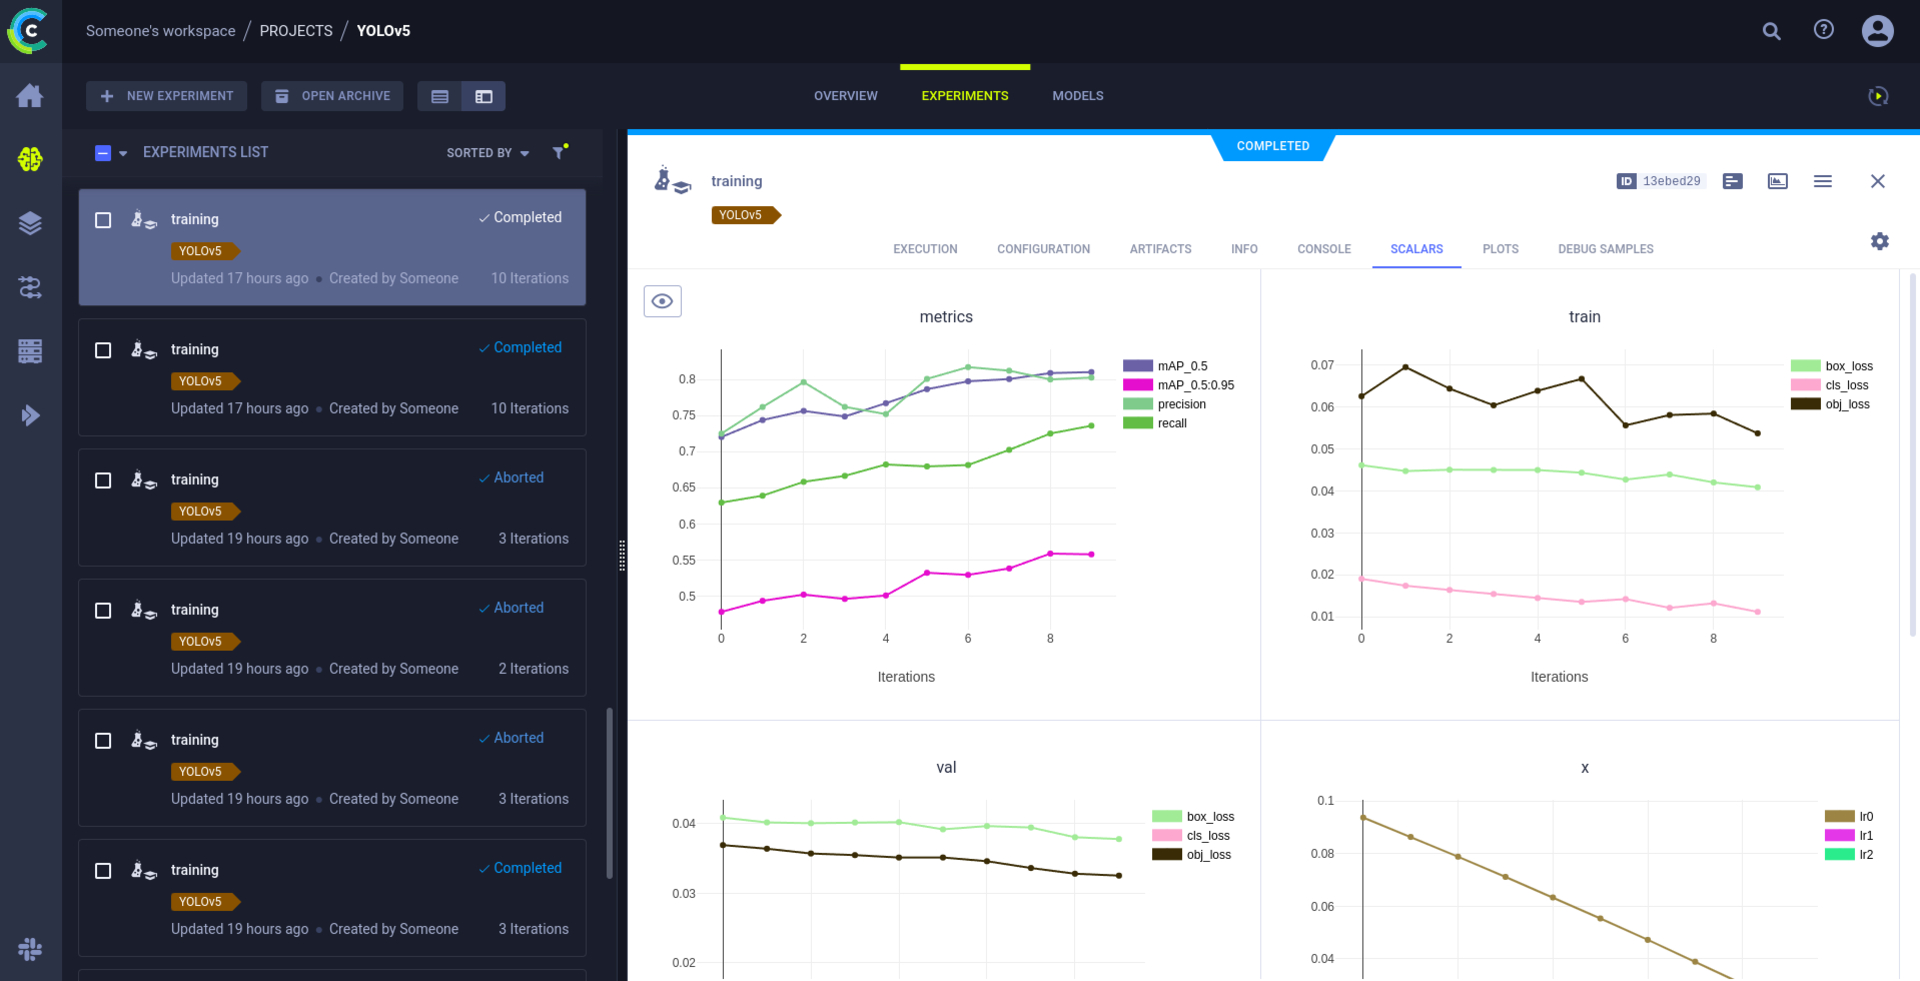 Someone's workspace / PROJECTS / YOLOv5
NEW EXPERIMENT
OPEN ARCHIVE
OVERVIEW
EXPERIMENTS
MODELS
EXPERIMENTS LIST
SORTED BY
training
Completed
YOLOv5
Updated 17 hours ago • Created by Someone
10 Iterations
training
Completed
YOLOv5
Updated 17 hours ago • Created by Someone
10 Iterations
training
Aborted
YOLOv5
Updated 19 hours ago • Created by Someone
3 Iterations
training
Aborted
YOLOv5
Updated 19 hours ago • Created by Someone
2 Iterations
training
Aborted
YOLOv5
Updated 19 hours ago • Created by Someone
3 Iterations
training
Completed
YOLOv5
Updated 19 hours ago • Created by Someone
3 Iterations
COMPLETED
training
ID 13ebed29
YOLOv5
EXECUTION
CONFIGURATION
ARTIFACTS
INFO
CONSOLE
SCALARS
PLOTS
DEBUG SAMPLES
metrics
0.8
0.75
0.7
0.65
0.6
0.55
0.5
0 2 4 6 8
Iterations
mAP_0.5
mAP_0.5:0.95
precision
recall
train
0.07
0.06
0.05
0.04
0.03
0.02
0.01
0 2 4 6 8
Iterations
box_loss
cls_loss
obj_loss
val
0.04
0.03
0.02
box_loss
cls_loss
obj_loss
x
0.1
0.08
0.06
0.04
lr0
lr1
lr2